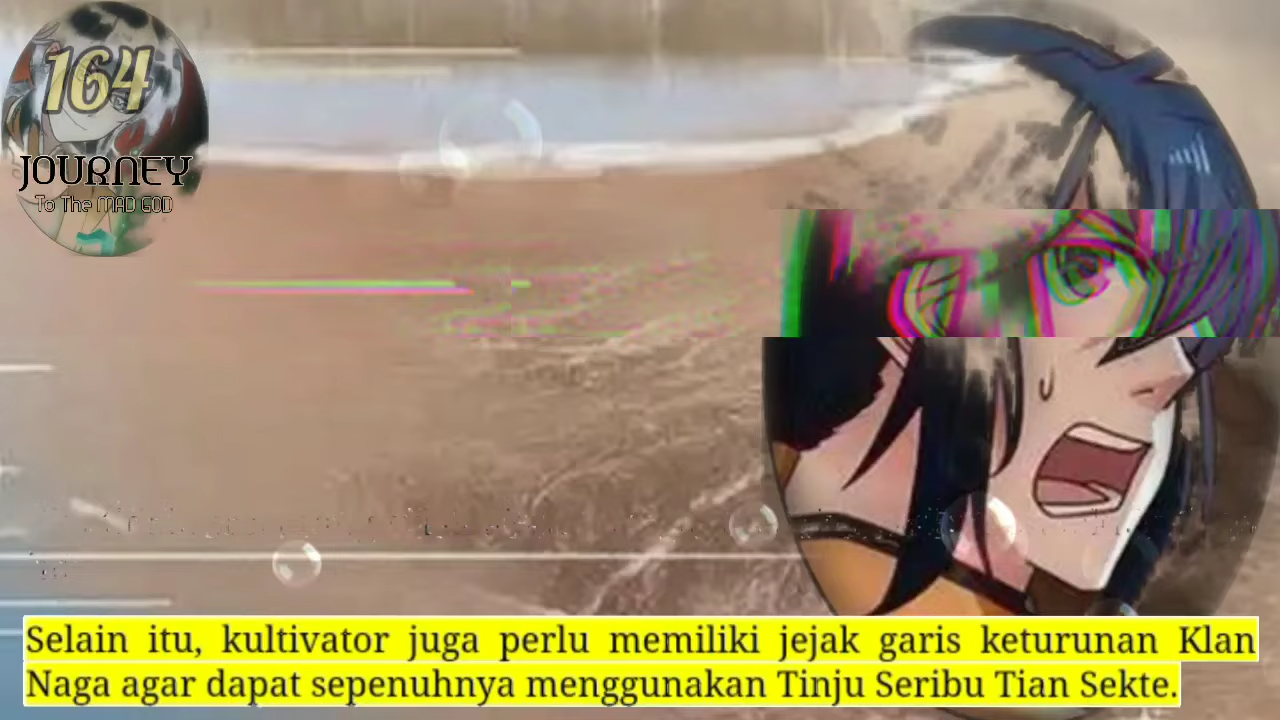 164
JOURNEY
To The MAD GOD
Selain itu, kultivator juga perlu memiliki jejak garis keturunan Klan
Naga agar dapat sepenuhnya menggunakan Tinju Seribu Tian Sekte.